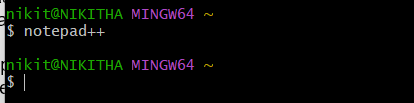 nikit@NIKITHA MINGW64 ~
$ notepad++
nikit@NIKITHA MINGW64 ~
$